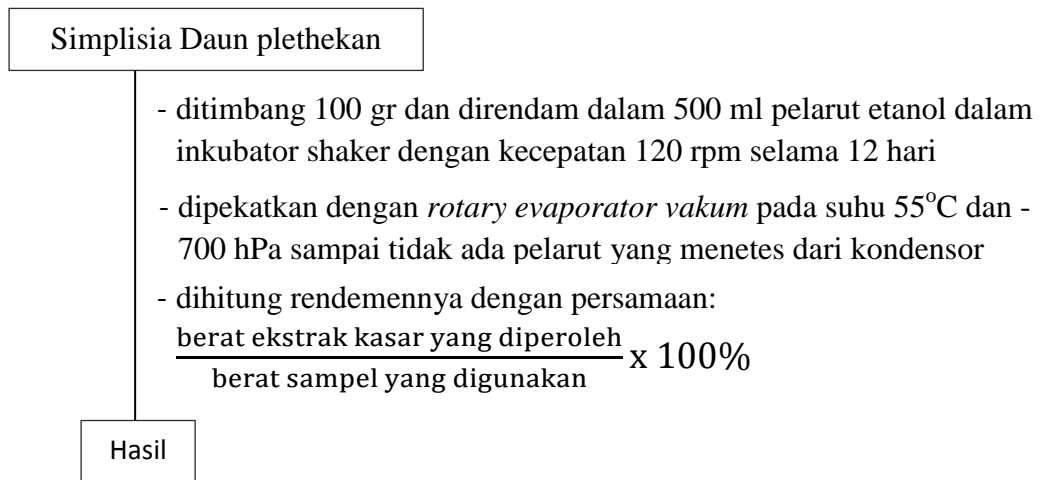 Simplisia Daun plethekan
- ditimbang 100 gr dan direndam dalam 500 ml pelarut etanol dalam
inkubator shaker dengan kecepatan 120 rpm selama 12 hari
- dipekatkan dengan rotary evaporator vakum pada suhu 55°C dan -
700 hPa sampai tidak ada pelarut yang menetes dari kondensor
- dihitung rendemennya dengan persamaan:
berat ekstrak kasar yang diperoleh
x 100%
berat sampel yang digunakan
Hasil